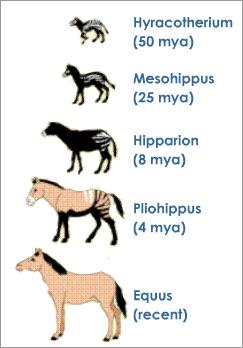 Hyracotherium
(50 mya)
Mesohippus
(25 mya)
Hipparion
(8 mya)
Pliohippus
(4 mya)
Equus
(recent)